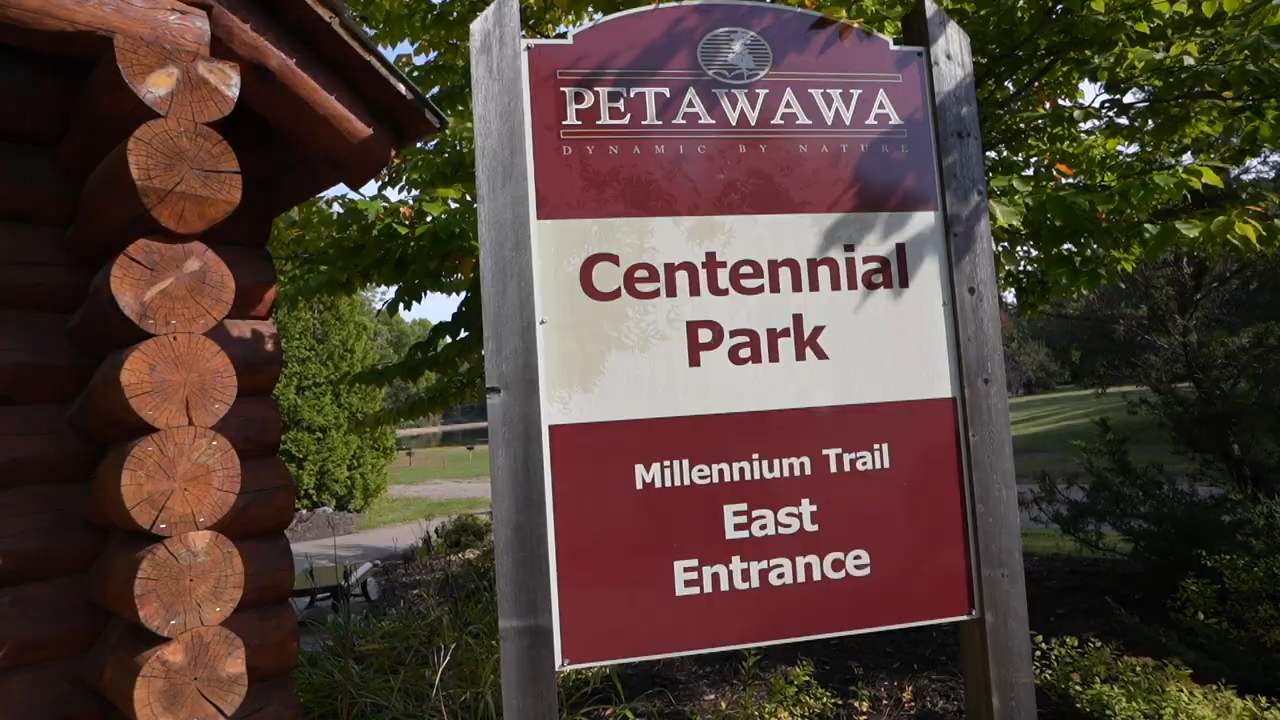 PETAWAWA
DYNAMIC BY NATURE
Centennial
Park
Millennium Trail
East
Entrance